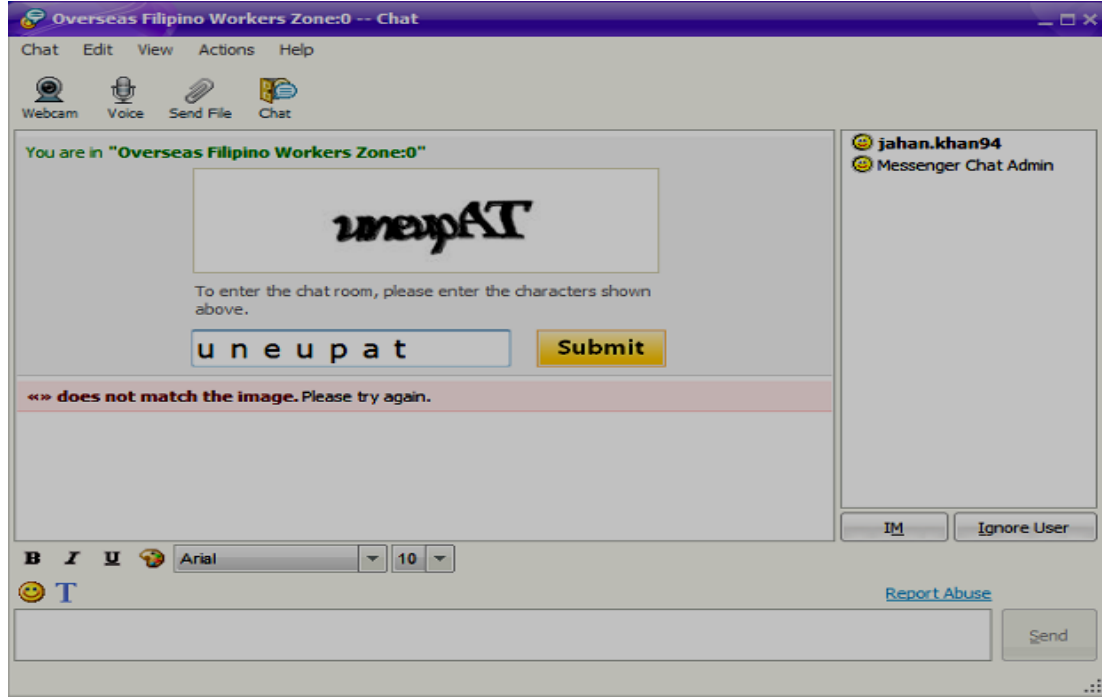 Overseas Filipino Workers Zone:0 -- Chat
Chat Edit View Actions Help
Webcam Voice Send File Chat
You are in "Overseas Filipino Workers Zone:0"
jahan.khan94
Messenger Chat Admin
To enter the chat room, please enter the characters shown
above.
u n e u p a t
Submit
«» does not match the image. Please try again.
IM Ignore User
B I U Arial 10
T
Report Abuse
Send